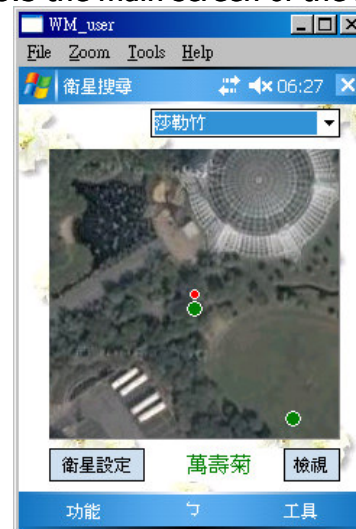 WM_user
File Zoom Tools Help
衛星搜尋 06:27
莎勒竹
衛星設定 萬壽菊 檢視
功能 ㄅ 工具